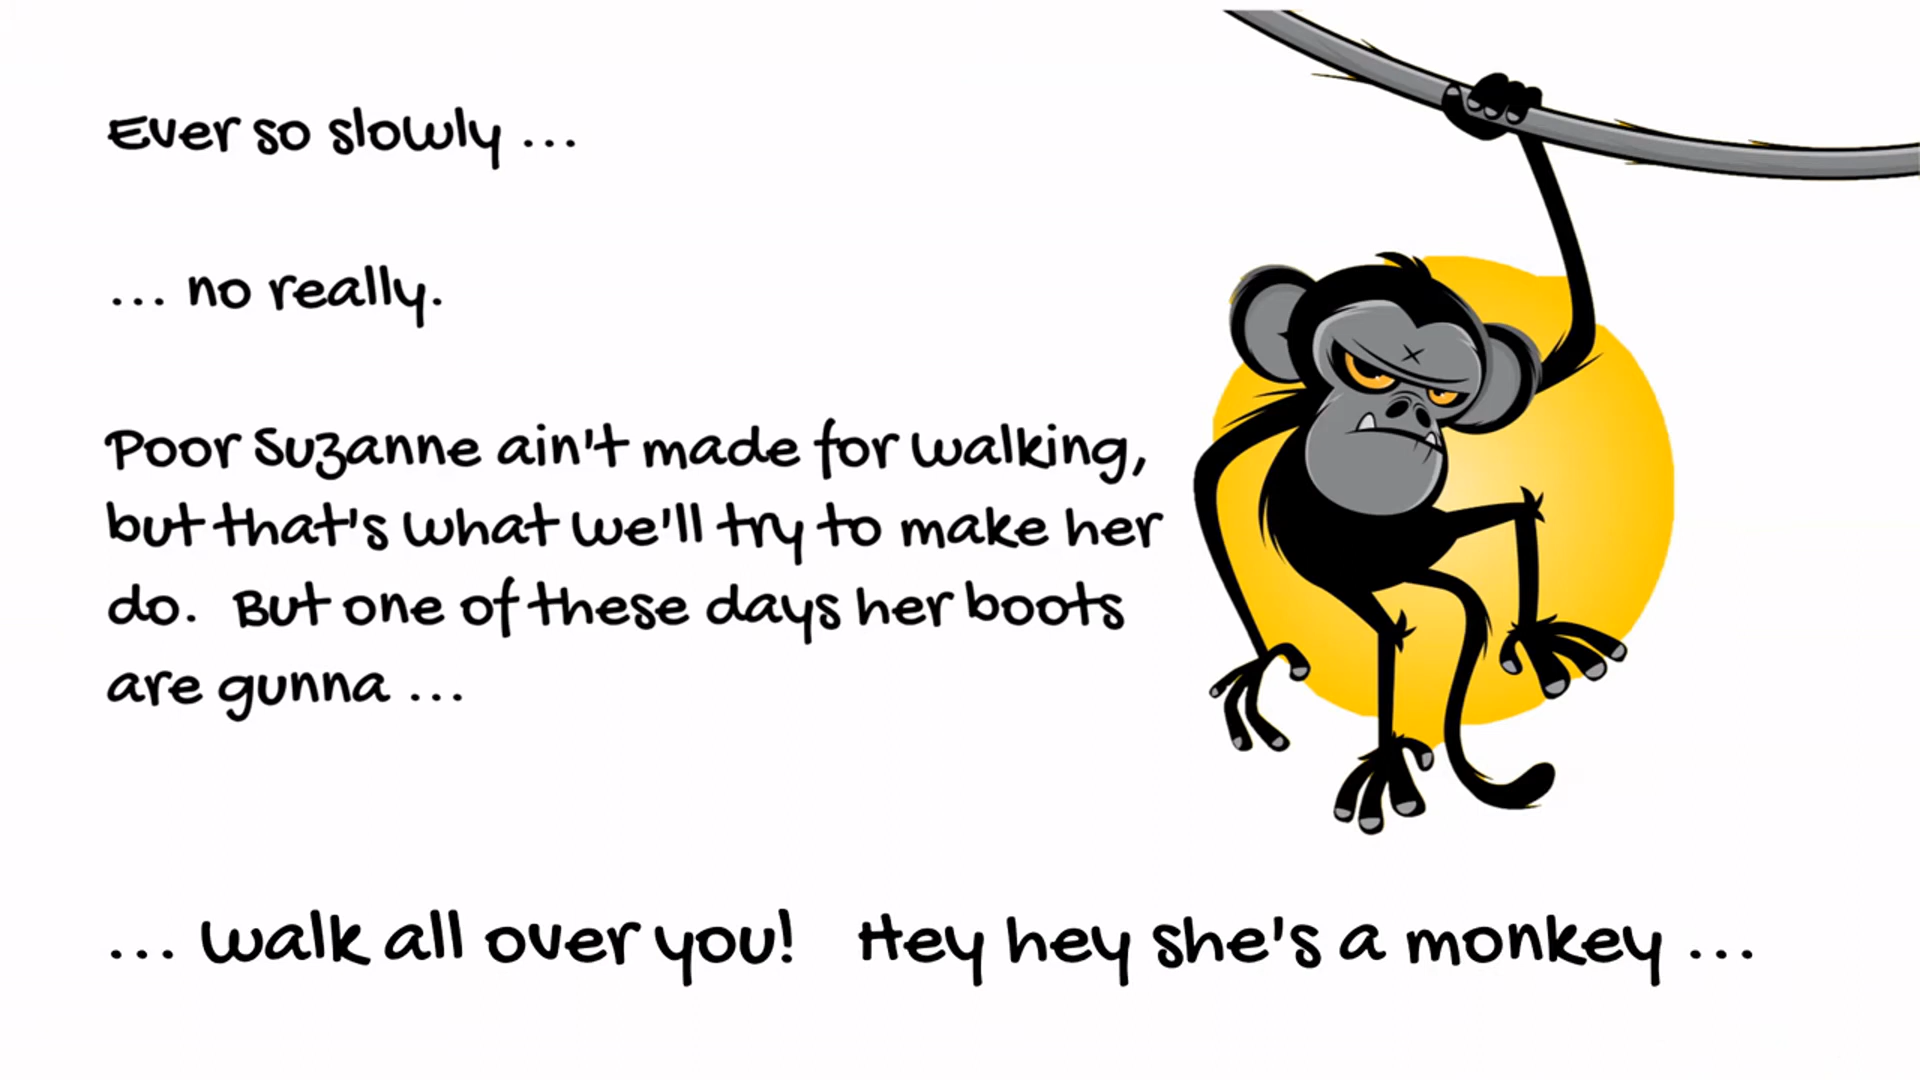 Ever so slowly ...
... no really.
Poor Suzanne ain't made for walking,
but that's what we'll try to make her
do.  But one of these days her boots
are gunna ...
... walk all over you!   Hey hey she's a monkey ...